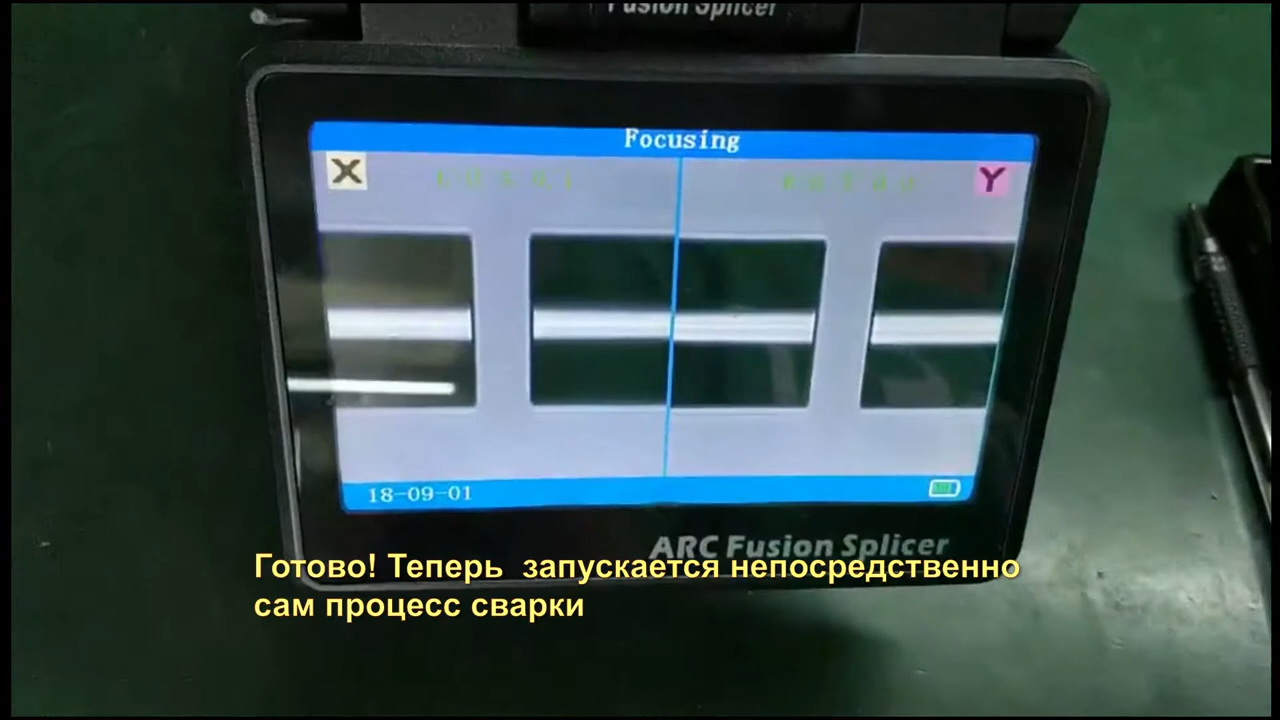 Fusion Splicer
Focusing
X
Y
18-09-01
ARC Fusion Splicer
Готово! Теперь запускается непосредственно
сам процесс сварки